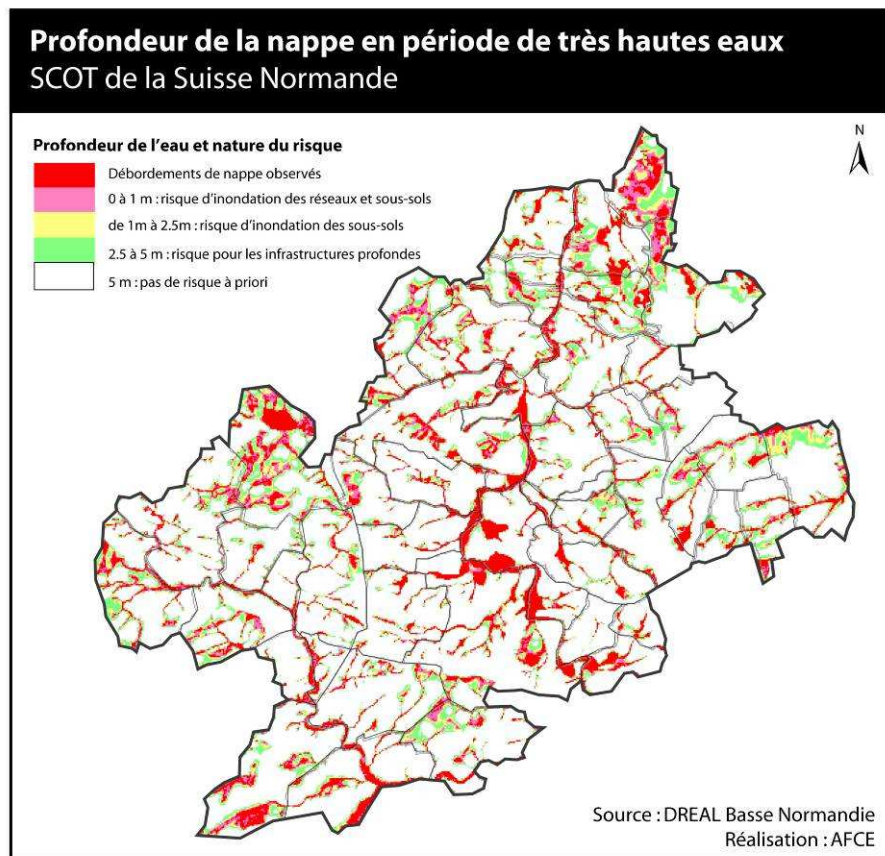 Profondeur de la nappe en période de très hautes eaux
SCOT de la Suisse Normande
N
Profondeur de l'eau et nature du risque
Débordements de nappe observés
0 à 1 m : risque d'inondation des réseaux et sous-sols
de 1m à 2.5m : risque d'inondation des sous-sols
2.5 à 5 m : risque pour les infrastructures profondes
5 m : pas de risque à priori
Source : DREAL Basse Normandie
Réalisation : AFCE